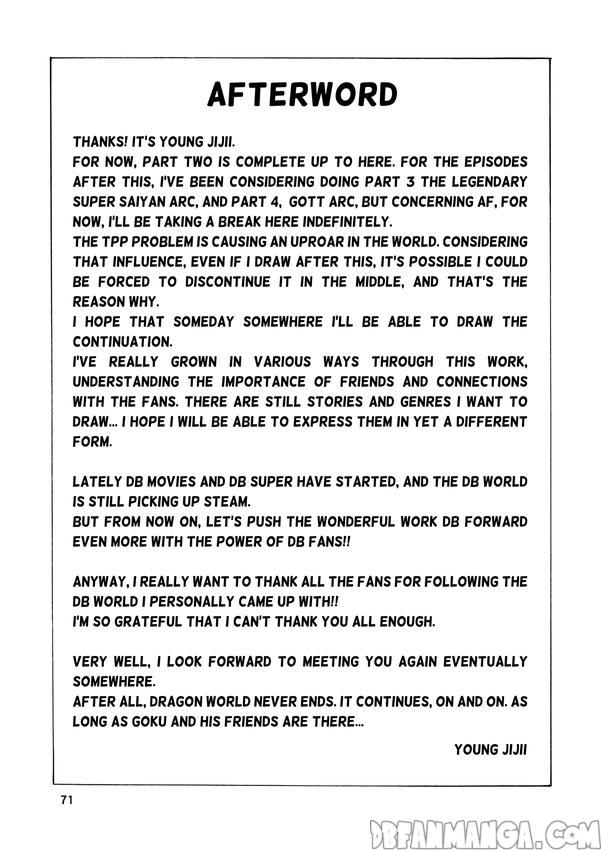 AFTERWORD
THANKS! IT'S YOUNG JIJII.
FOR NOW, PART TWO IS COMPLETE UP TO HERE. FOR THE EPISODES
AFTER THIS, I'VE BEEN CONSIDERING DOING PART 3 THE LEGENDARY
SUPER SAIYAN ARC, AND PART 4, GOTT ARC, BUT CONCERNING AF, FOR
NOW, I'LL BE TAKING A BREAK HERE INDEFINITELY.
THE TPP PROBLEM IS CAUSING AN UPROAR IN THE WORLD. CONSIDERING
THAT INFLUENCE, EVEN IF I DRAW AFTER THIS, IT'S POSSIBLE I COULD
BE FORCED TO DISCONTINUE IT IN THE MIDDLE, AND THAT'S THE
REASON WHY.
I HOPE THAT SOMEDAY SOMEWHERE I'LL BE ABLE TO DRAW THE
CONTINUATION.
I'VE REALLY GROWN IN VARIOUS WAYS THROUGH THIS WORK,
UNDERSTANDING THE IMPORTANCE OF FRIENDS AND CONNECTIONS
WITH THE FANS. THERE ARE STILL STORIES AND GENRES I WANT TO
DRAW... I HOPE I WILL BE ABLE TO EXPRESS THEM IN YET A DIFFERENT
FORM.
LATELY DB MOVIES AND DB SUPER HAVE STARTED, AND THE DB WORLD
IS STILL PICKING UP STEAM.
BUT FROM NOW ON, LET'S PUSH THE WONDERFUL WORK DB FORWARD
EVEN MORE WITH THE POWER OF DB FANS!!
ANYWAY, I REALLY WANT TO THANK ALL THE FANS FOR FOLLOWING THE
DB WORLD I PERSONALLY CAME UP WITH!!
I'M SO GRATEFUL THAT I CAN'T THANK YOU ALL ENOUGH.
VERY WELL, I LOOK FORWARD TO MEETING YOU AGAIN EVENTUALLY
SOMEWHERE.
AFTER ALL, DRAGON WORLD NEVER ENDS. IT CONTINUES, ON AND ON. AS
LONG AS GOKU AND HIS FRIENDS ARE THERE...
YOUNG JIJII
71
DBFANMANGA.COM